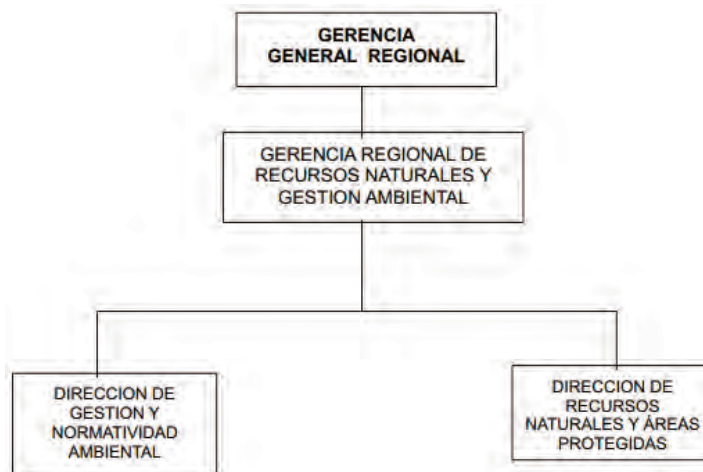 GERENCIA
GENERAL REGIONAL
GERENCIA REGIONAL DE
RECURSOS NATURALES Y
GESTION AMBIENTAL
DIRECCION DE
GESTION Y
NORMATIVIDAD
AMBIENTAL
DIRECCION DE
RECURSOS
NATURALES Y ÁREAS
PROTEGIDAS